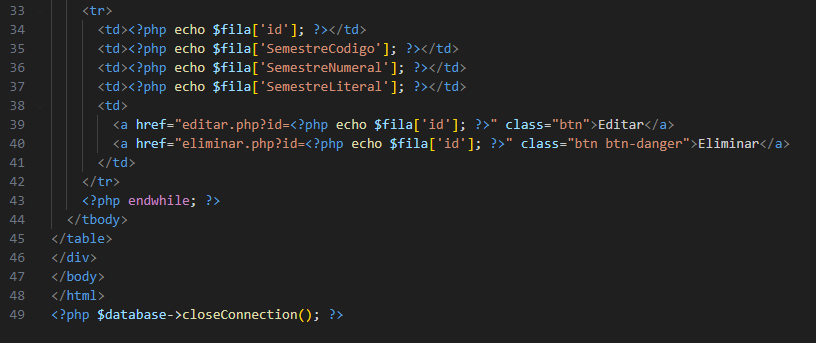 33 <tr>
34 <td><?php echo $fila['id']; ?></td>
35 <td><?php echo $fila['SemestreCodigo']; ?></td>
36 <td><?php echo $fila['SemestreNumeral']; ?></td>
37 <td><?php echo $fila['SemestreLiteral']; ?></td>
38 <td>
39 <a href="editar.php?id=<?php echo $fila['id']; ?>" class="btn">Editar</a>
40 <a href="eliminar.php?id=<?php echo $fila['id']; ?>" class="btn btn-danger">Eliminar</a>
41 </td>
42 </tr>
43 <?php endwhile; ?>
44 </tbody>
45 </table>
46 </div>
47 </body>
48 </html>
49 <?php $database->closeConnection(); ?>